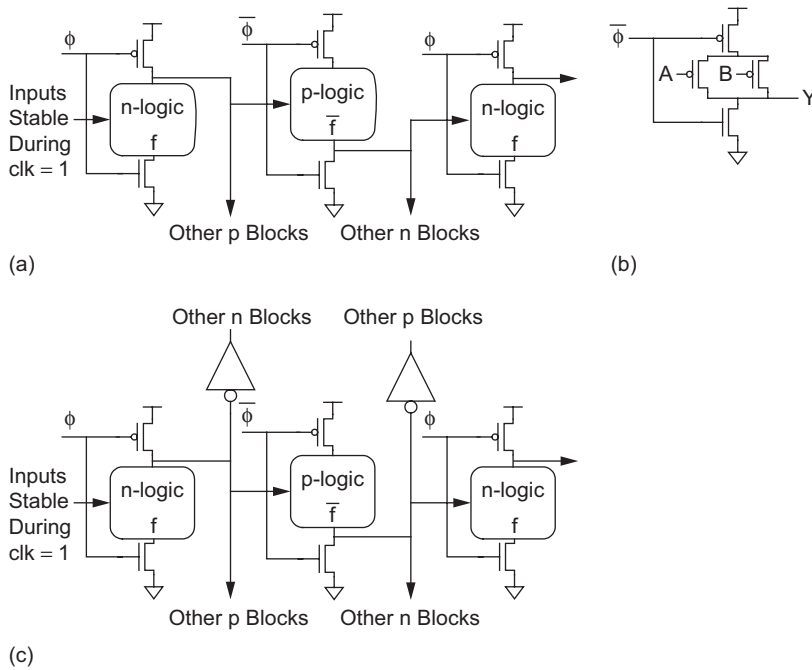 ϕ
ϕ̅
ϕ
Inputs
Stable
During
clk = 1
n-logic
f
p-logic
f̅
n-logic
f
Other p Blocks
Other n Blocks
(a)
ϕ̅
A
B
Y
(b)
Other n Blocks
Other p Blocks
ϕ
ϕ̅
ϕ
Inputs
Stable
During
clk = 1
n-logic
f
p-logic
f̅
n-logic
f
Other p Blocks
Other n Blocks
(c)